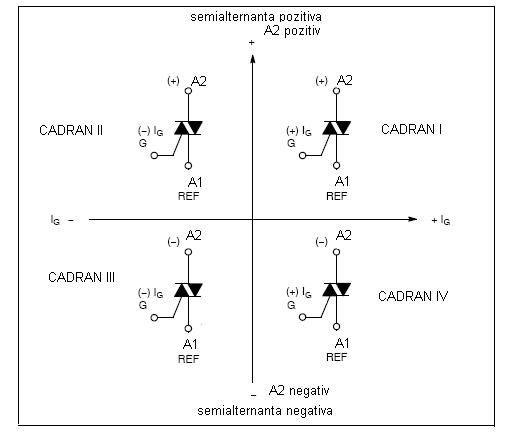 semialternanta pozitiva
A2 pozitiv
+
(+) A2
(+) A2
CADRAN II
(–) IG
G
(+) IG
G
CADRAN I
A1
REF
A1
REF
IG –
+ IG
(–) A2
(–) A2
CADRAN III
(–) IG
G
(+) IG
G
CADRAN IV
A1
REF
A1
REF
– A2 negativ
semialternanta negativa